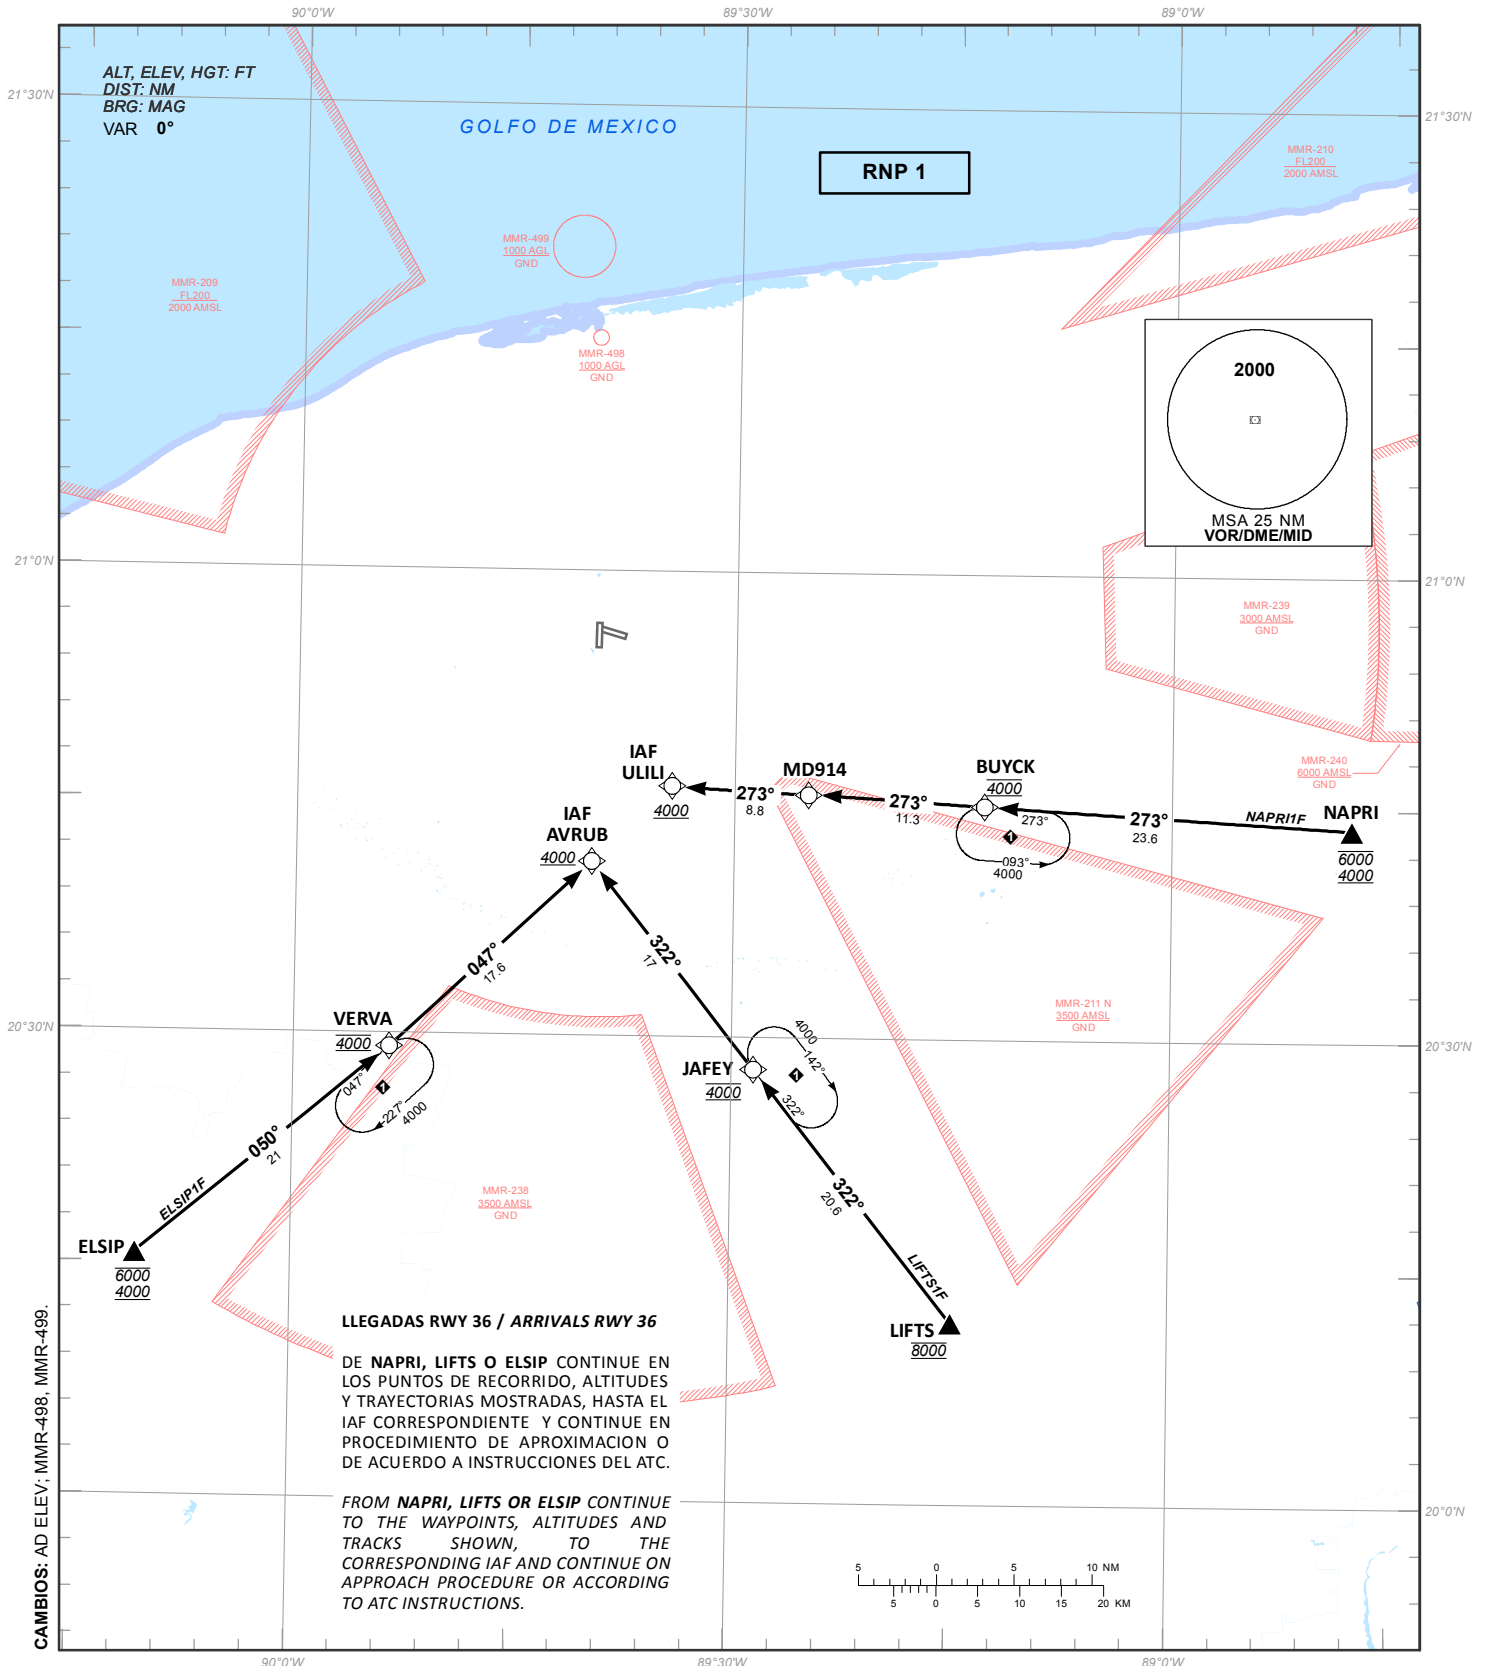 90°0'W
89°30'W
89°0'W
ALT, ELEV, HGT: FT
DIST: NM
BRG: MAG
VAR 0°
21°30'N
21°30'N
GOLFO DE MEXICO
RNP 1
MMR-210
FL200
2000 AMSL
MMR-499
1000 AGL
GND
MMR-209
FL200
2000 AMSL
MMR-498
1000 AGL
GND
2000
MSA 25 NM
VOR/DME/MID
21°0'N
21°0'N
MMR-239
3000 AMSL
GND
MMR-240
6000 AMSL
GND
IAF
ULILI
4000
273°
8.8
MD914
273°
11.3
BUYCK
4000
273°
1
093°
4000
273°
23.6
NAPRI1F
NAPRI
6000
4000
IAF
AVRUB
4000
047°
17.6
322°
17
VERVA
4000
047°
227°
4000
JAFEY
4000
4000
142°
322°
MMR-211 N
3500 AMSL
GND
20°30'N
20°30'N
050°
21
ELSIP1F
ELSIP
6000
4000
MMR-238
3500 AMSL
GND
322°
20.6
LIFTS1F
LIFTS
8000
LLEGADAS RWY 36 / ARRIVALS RWY 36
DE NAPRI, LIFTS O ELSIP CONTINUE EN
LOS PUNTOS DE RECORRIDO, ALTITUDES
Y TRAYECTORIAS MOSTRADAS, HASTA EL
IAF CORRESPONDIENTE Y CONTINUE EN
PROCEDIMIENTO DE APROXIMACION O
DE ACUERDO A INSTRUCCIONES DEL ATC.
FROM NAPRI, LIFTS OR ELSIP CONTINUE
TO THE WAYPOINTS, ALTITUDES AND
TRACKS SHOWN, TO THE
CORRESPONDING IAF AND CONTINUE ON
APPROACH PROCEDURE OR ACCORDING
TO ATC INSTRUCTIONS.
20°0'N
5 0 5 10 NM
5 0 5 10 15 20 KM
CAMBIOS: AD ELEV; MMR-498, MMR-499.
90°0'W
89°30'W
89°0'W